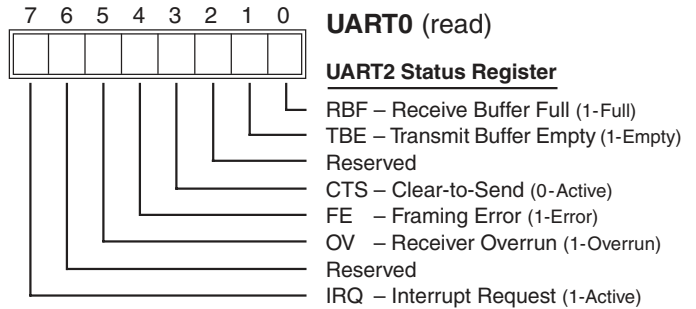 7 6 5 4 3 2 1 0
UART0 (read)
UART2 Status Register
RBF – Receive Buffer Full (1-Full)
TBE – Transmit Buffer Empty (1-Empty)
Reserved
CTS – Clear-to-Send (0-Active)
FE – Framing Error (1-Error)
OV – Receiver Overrun (1-Overrun)
Reserved
IRQ – Interrupt Request (1-Active)